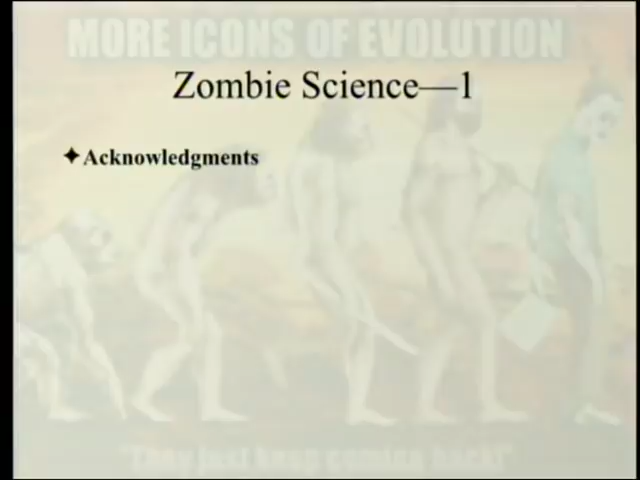 MORE ICONS OF EVOLUTION
Zombie Science—1
✦Acknowledgments
"They just keep coming back!"